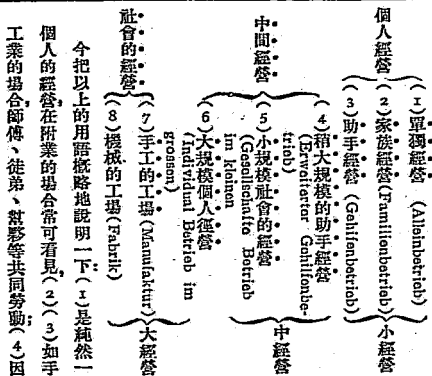 個人經營
(1)單獨經營 (Alleinbetrieb)
(2)家族經營(Familienbetrieb)
(3)助手經營 (Gehilfenbetrieb)
小經營
中間經營
(4)稍大規模的助手經營
(Erweiterter Gehilfenbe-
trieb)
(5)小規模社會的經營
(Gesellschafte Betrieb
im kleinen
(6)大規模個人徑營
(Individual Betrieb im
grossen)
中經營
社會的經營
(7)手工的工場(Manufaktur)
(8)機械的工場(Fabrik)
大經營
今把以上的用語概略地說明一下:(1)是純然一
個人的經營,在附業的場合常可看見,(2)(3)如手
工業的場合師傅、徒弟、幫夥等共同勞動;(4)因